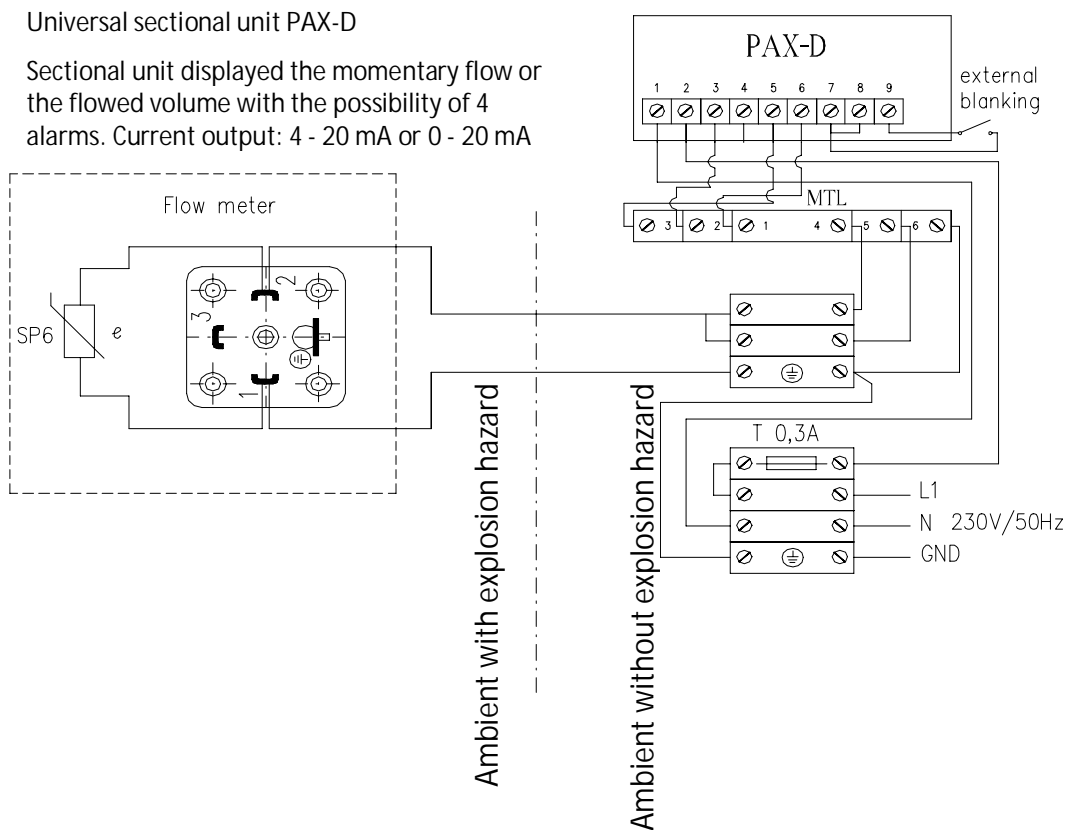 Universal sectional unit PAX-D
Sectional unit displayed the momentary flow or
the flowed volume with the possibility of 4
alarms. Current output: 4 - 20 mA or 0 - 20 mA
PAX-D
1 2 3 4 5 6 7 8 9
external
blanking
MTL
3 2 1 4 5 6
Flow meter
2
3
SP6
e
1
T 0,3A
L1
N 230V/50Hz
GND
Ambient with explosion hazard
Ambient without explosion hazard